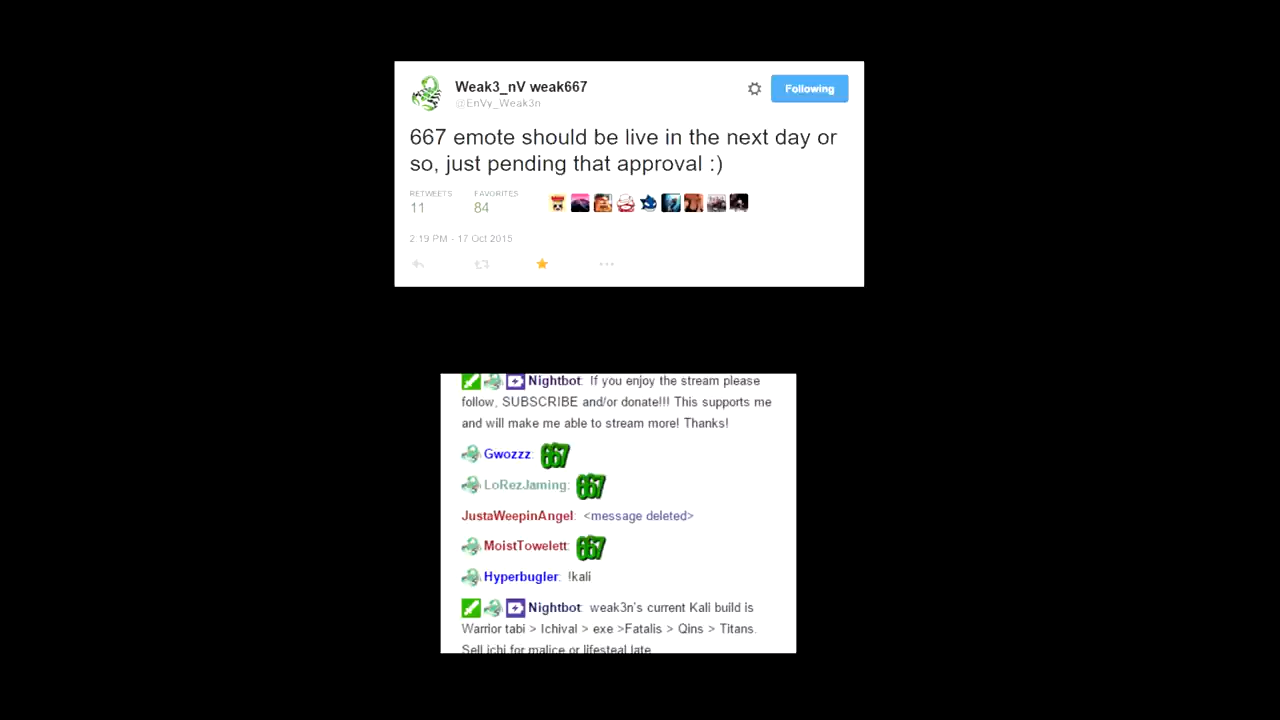 Weak3_nV weak667
@EnVy_Weak3n
Following
667 emote should be live in the next day or
so, just pending that approval :)
RETWEETS
11
FAVORITES
84
2:19 PM - 17 Oct 2015
Nightbot: If you enjoy the stream please
follow, SUBSCRIBE and/or donate!!! This supports me
and will make me able to stream more! Thanks!
Gwozzz: 667
LoRezJaming: 667
JustaWeepinAngel: <message deleted>
MoistTowelett: 667
Hyperbugler: !kali
Nightbot: weak3n's current Kali build is
Warrior tabi > Ichival > exe >Fatalis > Qins > Titans.
Sell ichi for malice or lifesteal late